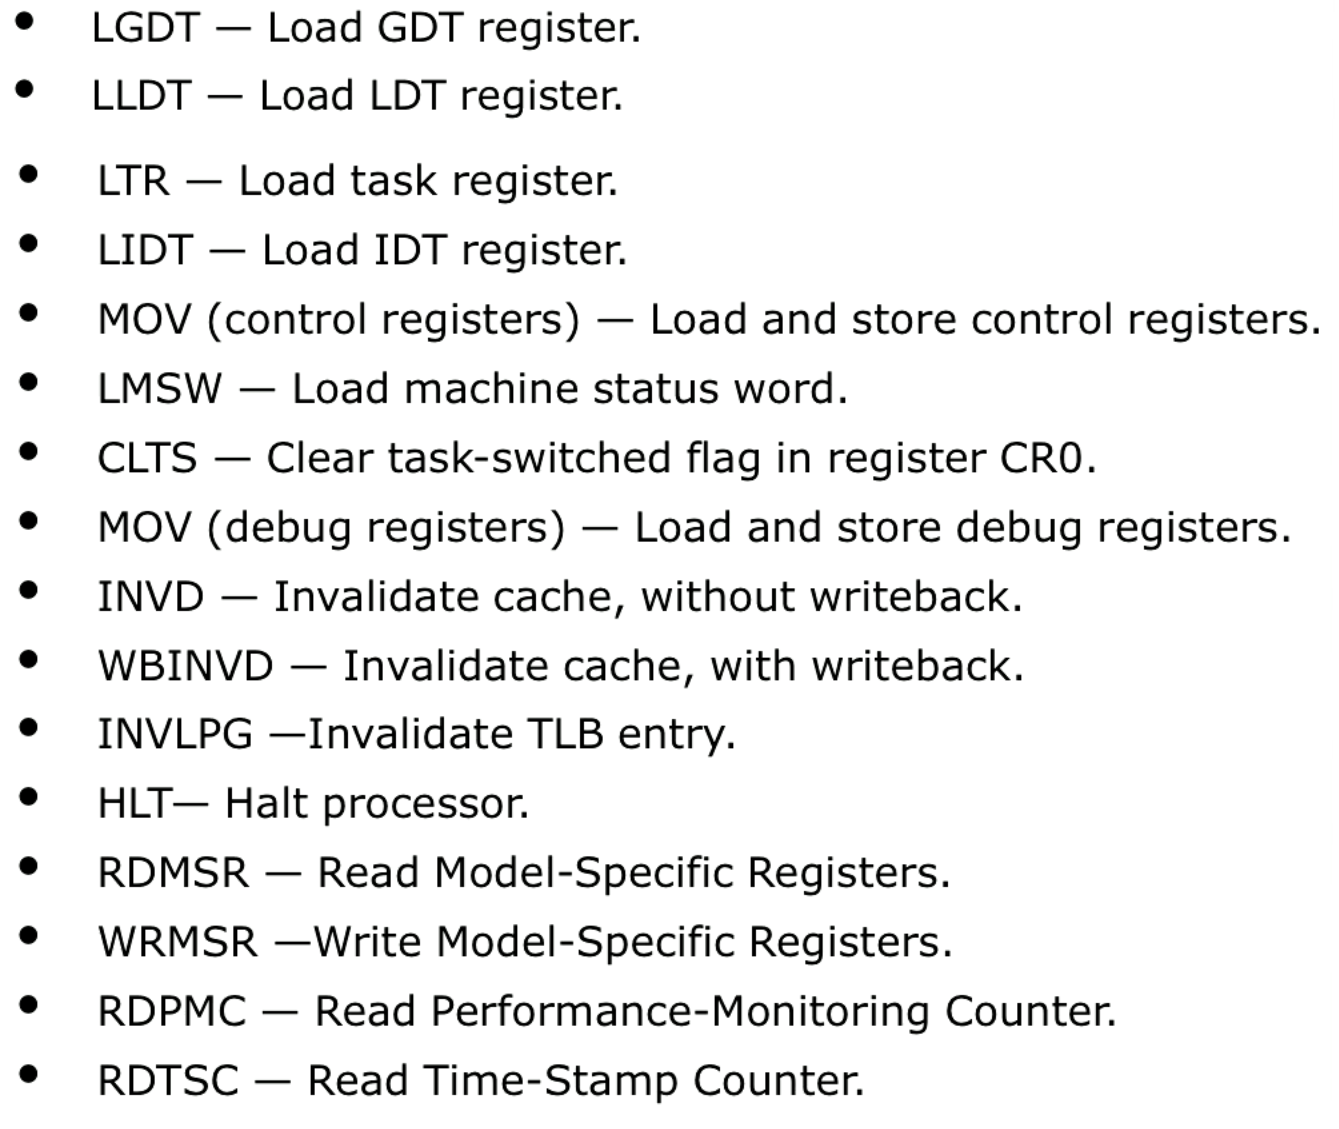 • LGDT — Load GDT register.
• LLDT — Load LDT register.
• LTR — Load task register.
• LIDT — Load IDT register.
• MOV (control registers) — Load and store control registers.
• LMSW — Load machine status word.
• CLTS — Clear task-switched flag in register CR0.
• MOV (debug registers) — Load and store debug registers.
• INVD — Invalidate cache, without writeback.
• WBINVD — Invalidate cache, with writeback.
• INVLPG —Invalidate TLB entry.
• HLT— Halt processor.
• RDMSR — Read Model-Specific Registers.
• WRMSR —Write Model-Specific Registers.
• RDPMC — Read Performance-Monitoring Counter.
• RDTSC — Read Time-Stamp Counter.